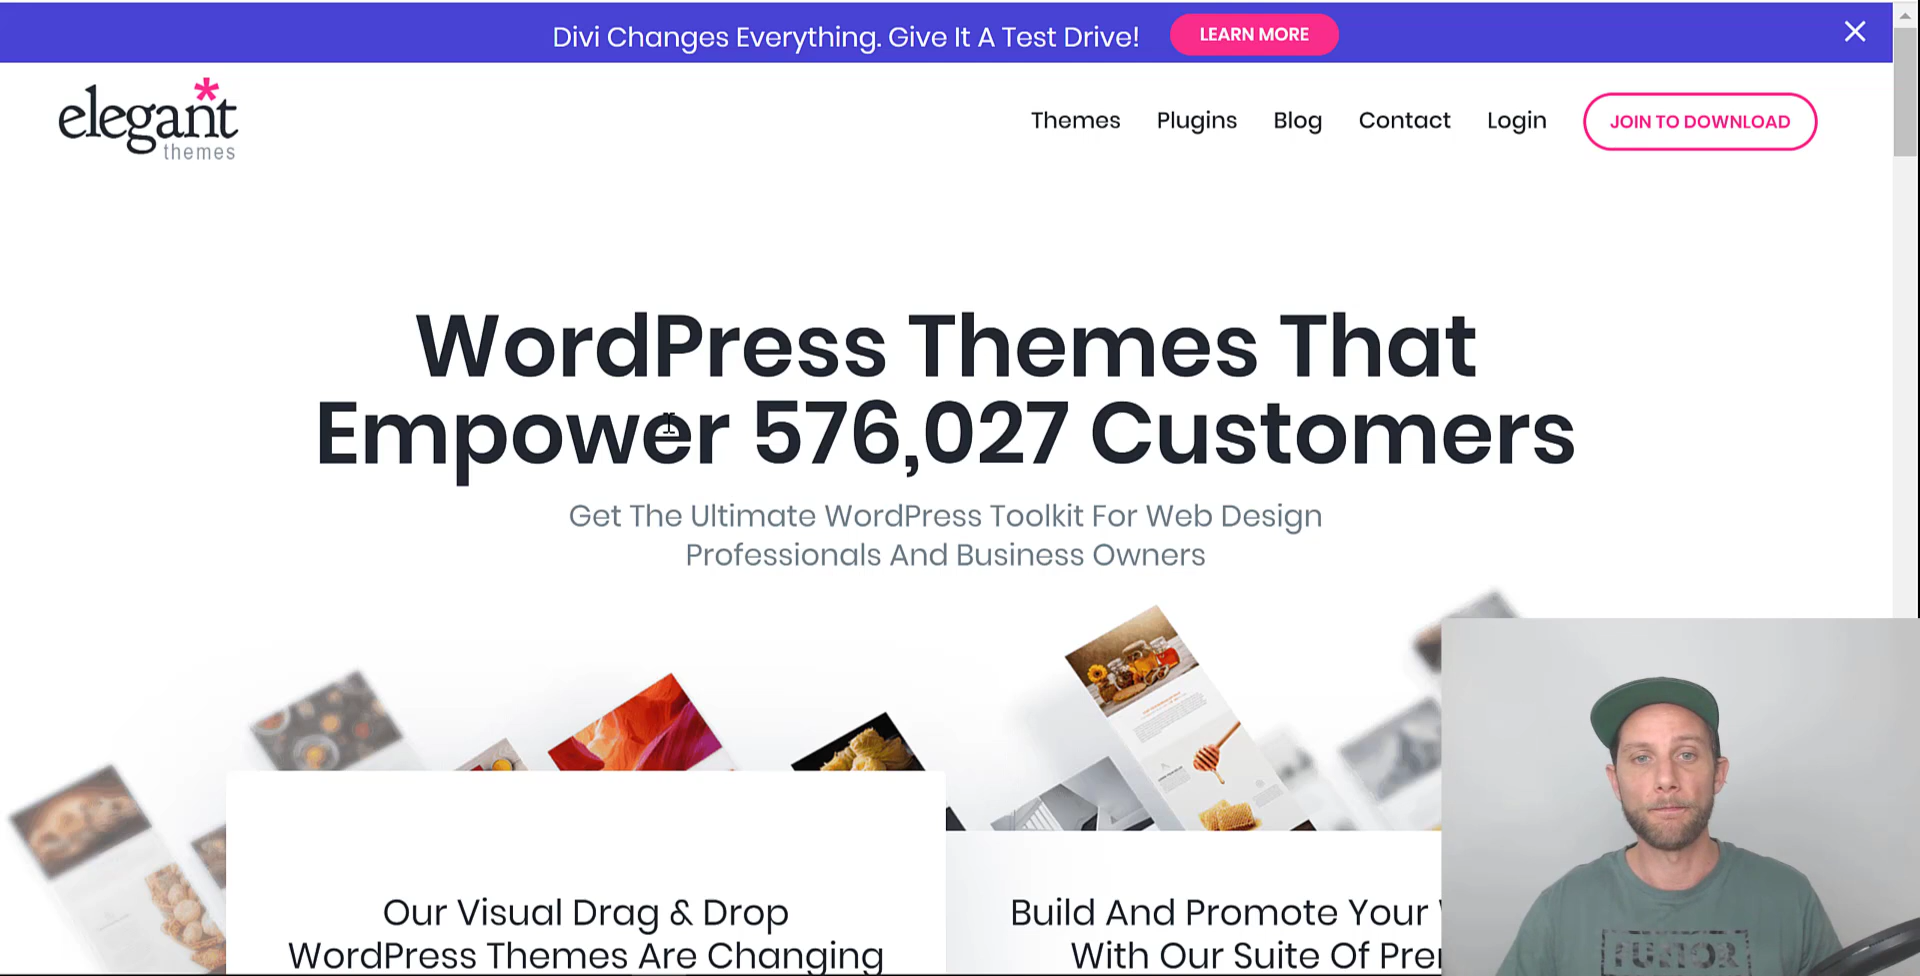 Divi Changes Everything. Give It A Test Drive!
LEARN MORE
elegant
themes
Themes
Plugins
Blog
Contact
Login
JOIN TO DOWNLOAD
WordPress Themes That
Empower 576,027 Customers
Get The Ultimate WordPress Toolkit For Web Design
Professionals And Business Owners
Our Visual Drag & Drop
WordPress Themes Are Changing
Build And Promote Your
With Our Suite Of